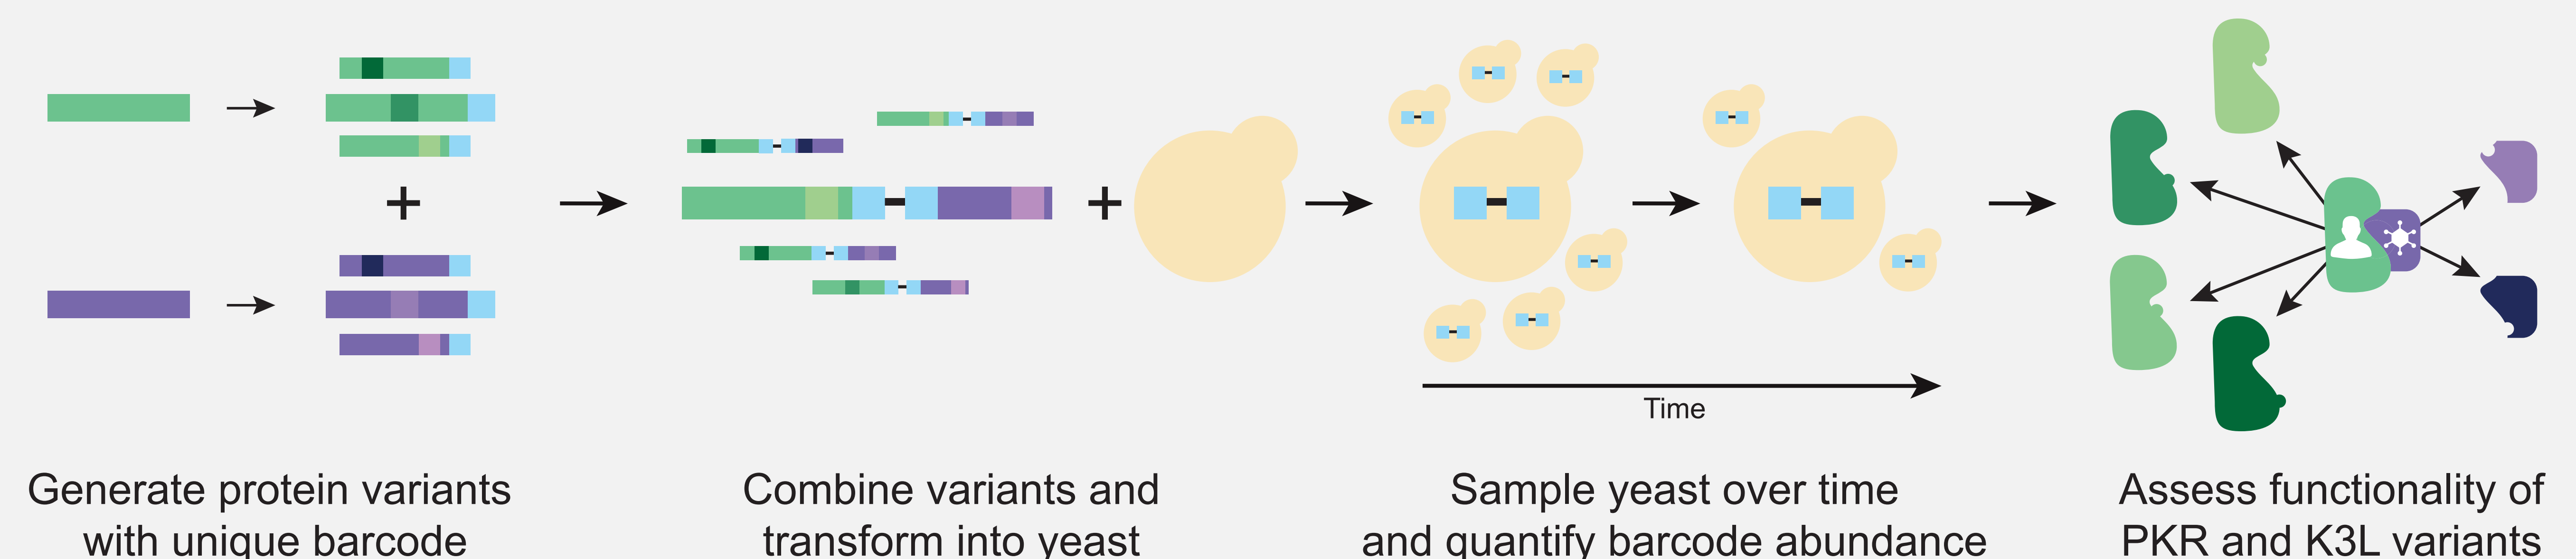 Time
Generate protein variants
with unique barcode
Combine variants and
transform into yeast
Sample yeast over time
and quantify barcode abundance
Assess functionality of
PKR and K3L variants